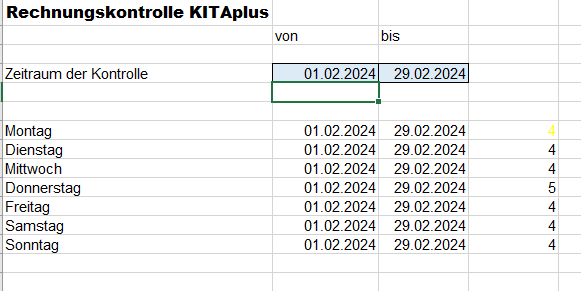 Rechnungskontrolle KITAplus
von bis
Zeitraum der Kontrolle 01.02.2024 29.02.2024
Montag 01.02.2024 29.02.2024 4
Dienstag 01.02.2024 29.02.2024 4
Mittwoch 01.02.2024 29.02.2024 4
Donnerstag 01.02.2024 29.02.2024 5
Freitag 01.02.2024 29.02.2024 4
Samstag 01.02.2024 29.02.2024 4
Sonntag 01.02.2024 29.02.2024 4